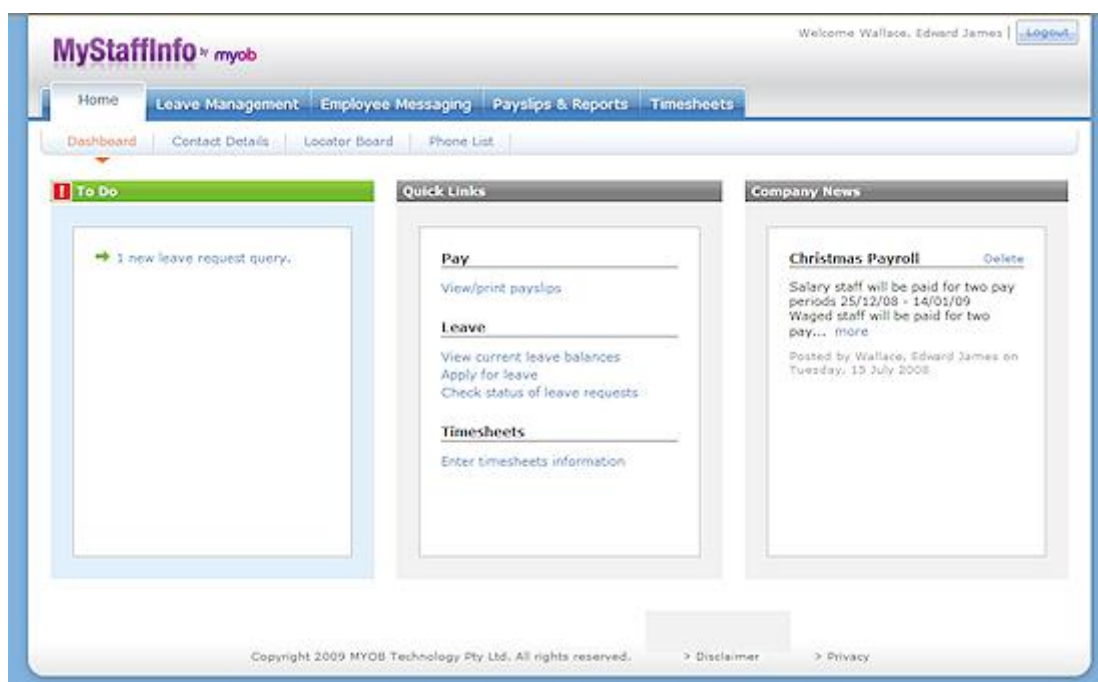 MyStaffInfo by myob
Welcome Wallace, Edward James | Logout
Home Leave Management Employee Messaging Payslips & Reports Timesheets
Dashboard Contact Details Locator Board Phone List
! To Do
1 new leave request query.
Quick Links
Pay
View/print payslips
Leave
View current leave balances
Apply for leave
Check status of leave requests
Timesheets
Enter timesheets information
Company News
Christmas Payroll Delete
Salary staff will be paid for two pay
periods 25/12/08 - 14/01/09
Waged staff will be paid for two
pay... more
Posted by Wallace, Edward James on
Tuesday, 15 July 2008
Copyright 2009 MYOB Technology Pty Ltd. All rights reserved. > Disclaimer > Privacy